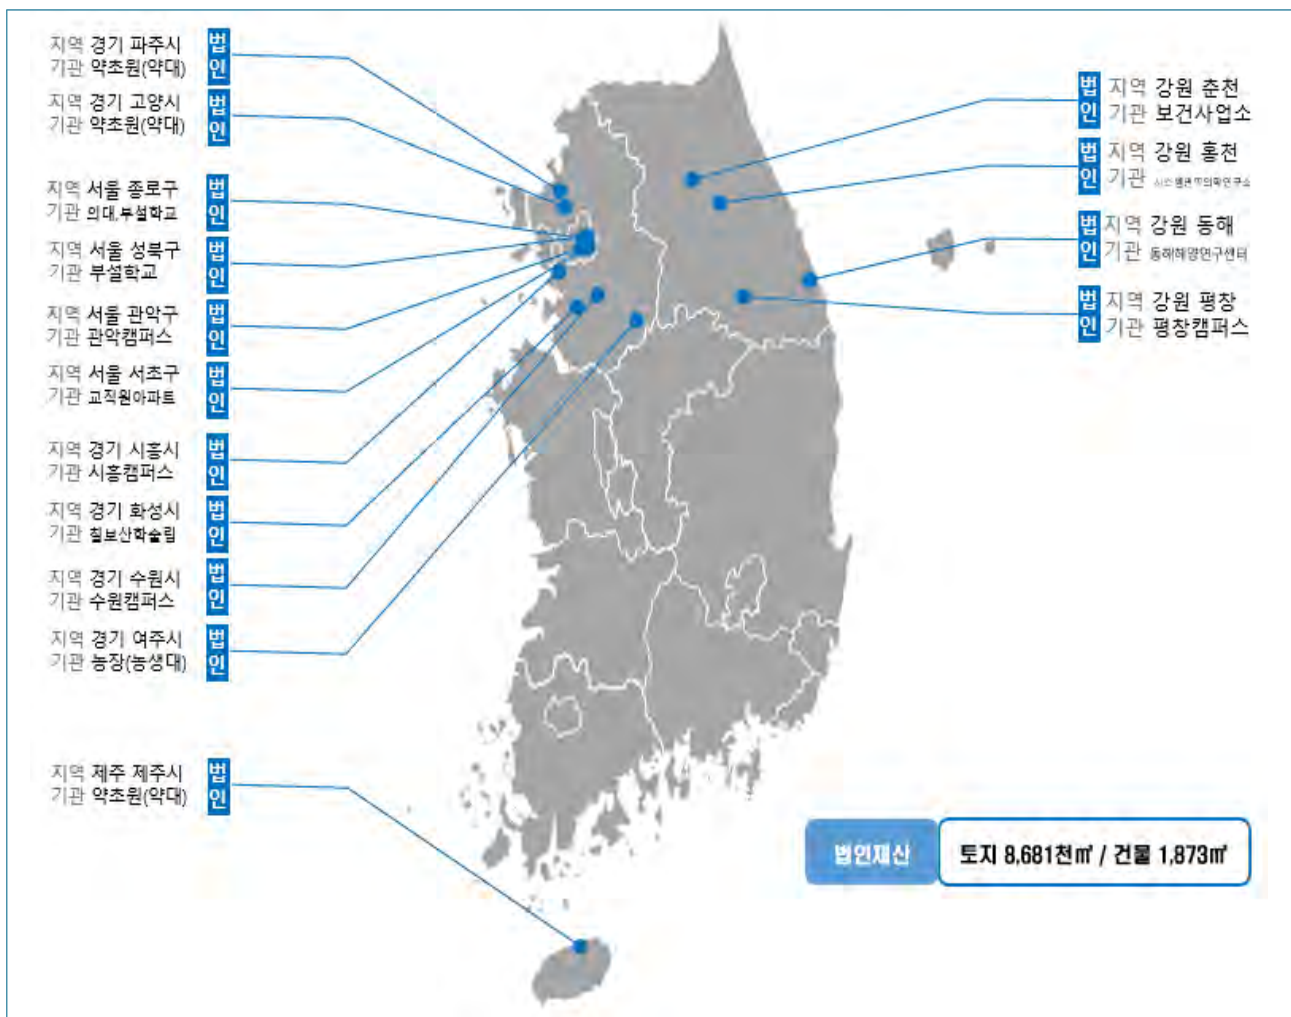 지역 경기 파주시 법
기관 약초원(약대) 인
지역 경기 고양시 법
기관 약초원(약대) 인
지역 서울 종로구 법
기관 의대,부설학교 인
지역 서울 성북구 법
기관 부설학교 인
지역 서울 관악구 법
기관 관악캠퍼스 인
지역 서울 서초구 법
기관 교직원아파트 인
지역 경기 시흥시 법
기관 시흥캠퍼스 인
지역 경기 화성시 법
기관 칠보산학술림 인
지역 경기 수원시 법
기관 수원캠퍼스 인
지역 경기 여주시 법
기관 농장(농생대) 인
지역 제주 제주시 법
기관 약초원(약대) 인
법 지역 강원 춘천
인 기관 보건사업소
법 지역 강원 홍천
인 기관
법 지역 강원 동해
인 기관 동해해양연구센터
법 지역 강원 평창
인 기관 평창캠퍼스
법인재산 토지 8,681천㎡ / 건물 1,873㎡